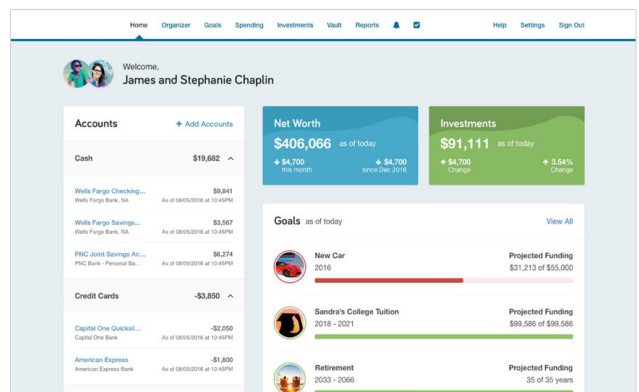 Home Organizer Goals Spending Investments Vault Reports Help Settings Sign Out
Welcome,
James and Stephanie Chaplin
Accounts + Add Accounts
Cash $19,682
Wells Fargo Checking... $9,841
Wells Fargo Bank, NA As of 08/05/2016 at 10:45PM
Wells Fargo Savings... $3,567
Wells Fargo Bank, NA As of 08/05/2016 at 10:45PM
PNC Joint Savings Ac... $6,274
PNC Bank - Personal Ba... As of 08/05/2016 at 10:45PM
Credit Cards -$3,850
Capital One Quicksil... -$2,050
Capital One Bank As of 08/05/2016 at 10:45PM
American Express -$1,800
American Express Bank As of 08/05/2016 at 10:45PM
Net Worth
$406,066 as of today
$4,700 $4,700
this month since Dec 2016
Investments
$91,111 as of today
$4,700 3.54%
Change Change
Goals as of today View All
New Car Projected Funding
2016 $31,213 of $55,000
Sandra's College Tuition Projected Funding
2018 - 2021 $99,586 of $99,586
Retirement Projected Funding
2033 - 2066 35 of 35 years